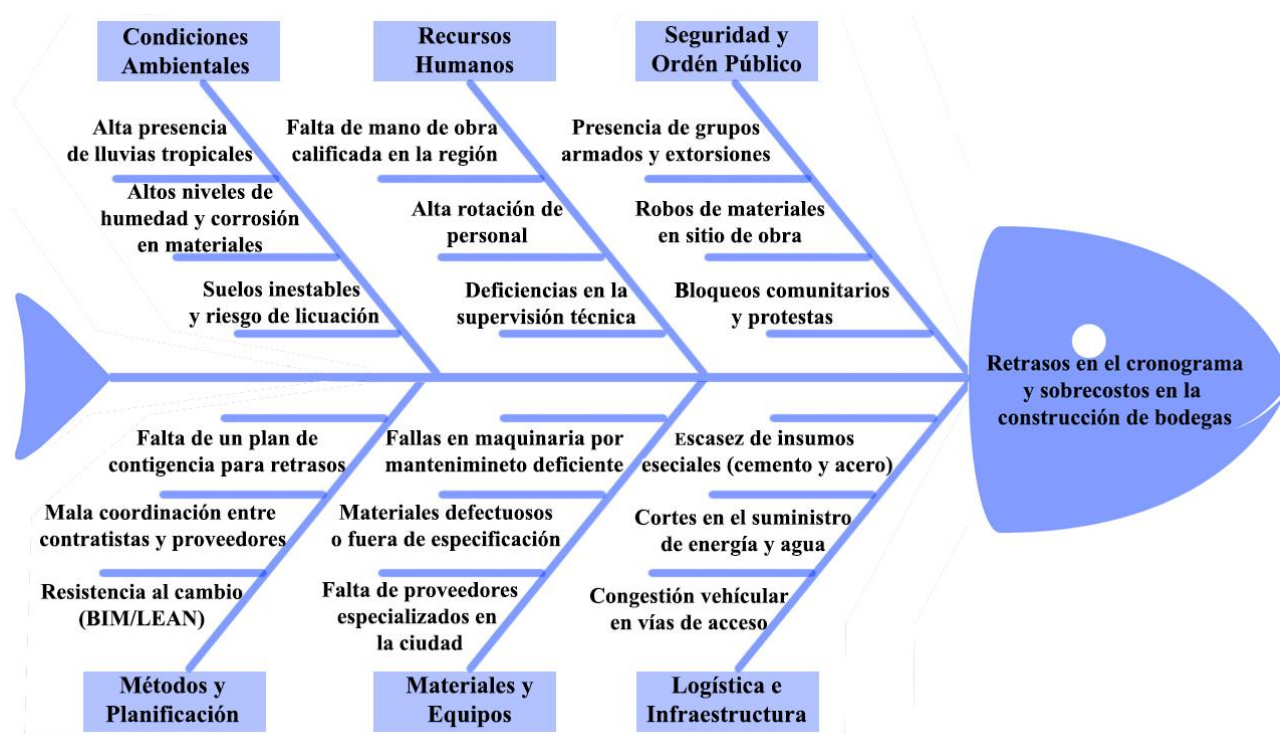 Condiciones
Ambientales
Recursos
Humanos
Seguridad y
Ordén Público
Alta presencia
de lluvias tropicales
Altos niveles de
humedad y corrosión
en materiales
Suelos inestables
y riesgo de licuación
Falta de mano de obra
calificada en la región
Alta rotación de
personal
Deficiencias en la
supervisión técnica
Presencia de grupos
armados y extorsiones
Robos de materiales
en sitio de obra
Bloqueos comunitarios
y protestas
Retrasos en el cronograma
y sobrecostos en la
construcción de bodegas
Falta de un plan de
contigencia para retrasos
Mala coordinación entre
contratistas y proveedores
Resistencia al cambio
(BIM/LEAN)
Fallas en maquinaria por
mantenimineto deficiente
Materiales defectuosos
o fuera de especificación
Falta de proveedores
especializados en
la ciudad
Escasez de insumos
eseciales (cemento y acero)
Cortes en el suministro
de energía y agua
Congestión vehícular
en vías de acceso
Métodos y
Planificación
Materiales y
Equipos
Logística e
Infraestructura